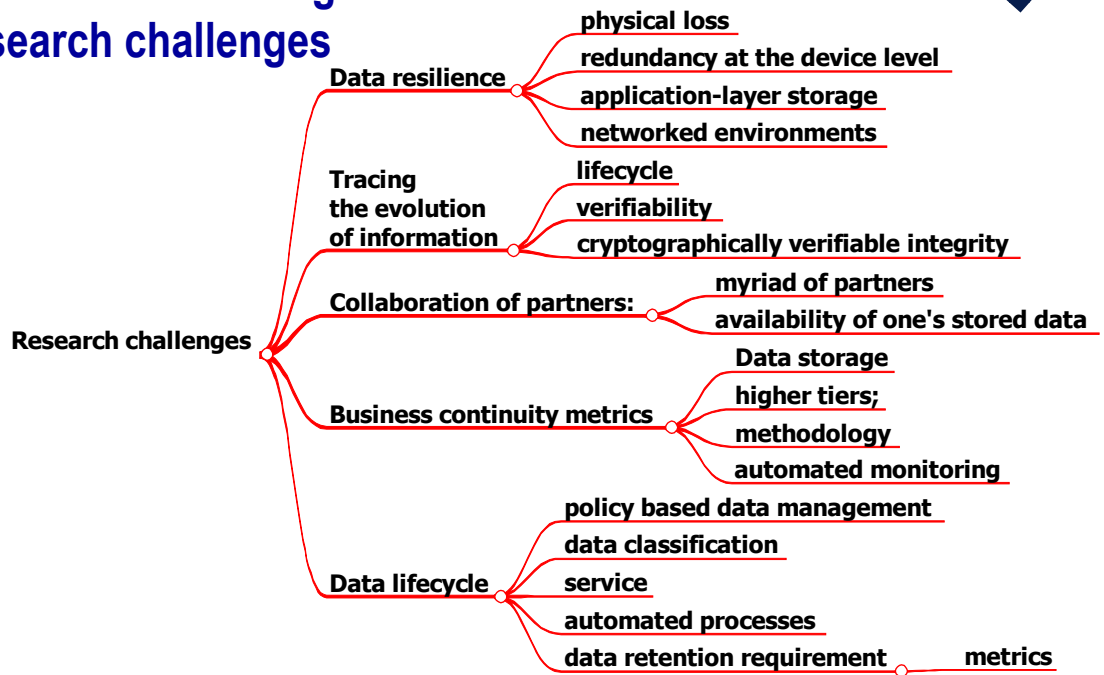 search challenges
Research challenges
Data resilience
physical loss
redundancy at the device level
application-layer storage
networked environments
Tracing
the evolution
of information
lifecycle
verifiability
cryptographically verifiable integrity
Collaboration of partners:
myriad of partners
availability of one's stored data
Business continuity metrics
Data storage
higher tiers;
methodology
automated monitoring
Data lifecycle
policy based data management
data classification
service
automated processes
data retention requirement
metrics